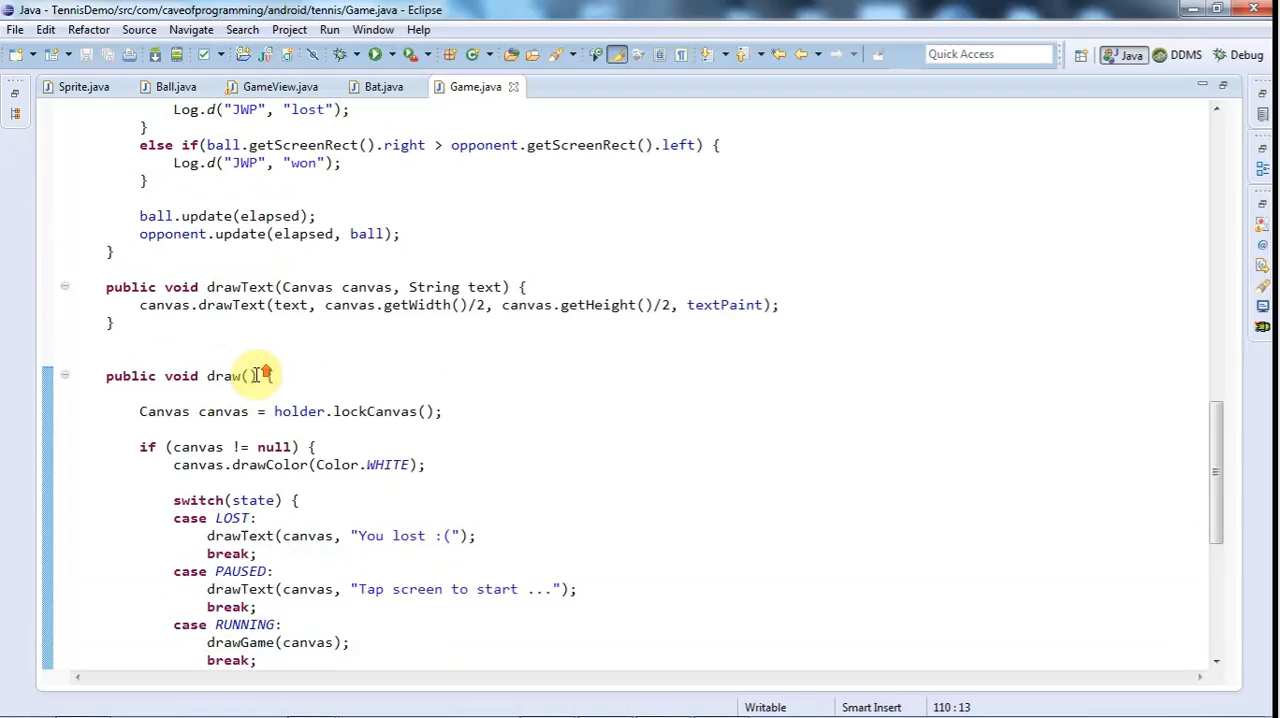 Java - TennisDemo/src/com/caveofprogramming/android/tennis/Game.java - Eclipse
File Edit Refactor Source Navigate Search Project Run Window Help
Quick Access Java DDMS Debug
Sprite.java Ball.java GameView.java Bat.java Game.java
Log.d("JWP", "lost");
}
else if(ball.getScreenRect().right > opponent.getScreenRect().left) {
Log.d("JWP", "won");
}
ball.update(elapsed);
opponent.update(elapsed, ball);
}
public void drawText(Canvas canvas, String text) {
canvas.drawText(text, canvas.getWidth()/2, canvas.getHeight()/2, textPaint);
}
public void draw() {
Canvas canvas = holder.lockCanvas();
if (canvas != null) {
canvas.drawColor(Color.WHITE);
switch(state) {
case LOST:
drawText(canvas, "You lost :(");
break;
case PAUSED:
drawText(canvas, "Tap screen to start ...");
break;
case RUNNING:
drawGame(canvas);
break;
Writable Smart Insert 110 : 13